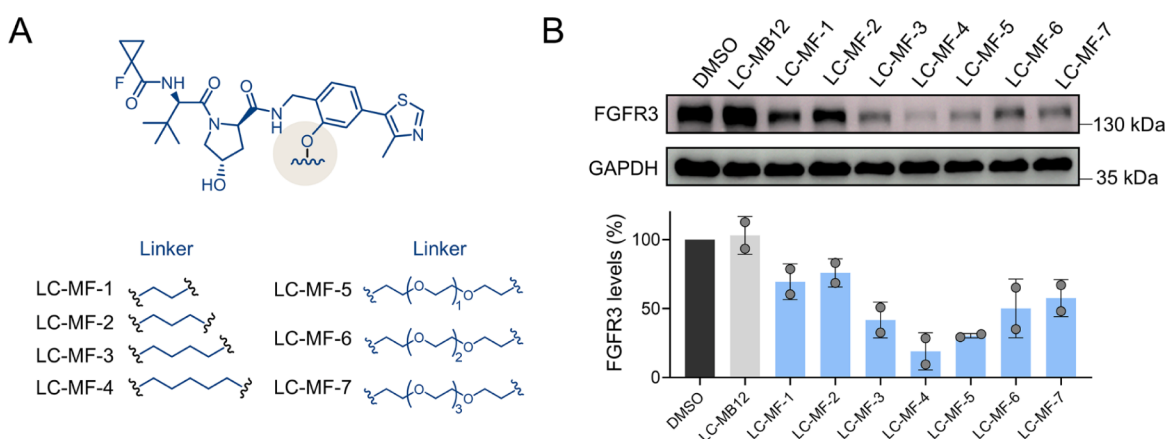 A
F
O
NH
O
N
O
N
H
HO
O
S
N
Linker
LC-MF-1
LC-MF-2
LC-MF-3
LC-MF-4
Linker
LC-MF-5
O
O
1
LC-MF-6
O
O
2
LC-MF-7
O
O
3
B
DMSO
LC-MB12
LC-MF-1
LC-MF-2
LC-MF-3
LC-MF-4
LC-MF-5
LC-MF-6
LC-MF-7
FGFR3
130 kDa
GAPDH
35 kDa
FGFR3 levels (%)
100
50
0
DMSO
LC-MB12
LC-MF-1
LC-MF-2
LC-MF-3
LC-MF-4
LC-MF-5
LC-MF-6
LC-MF-7